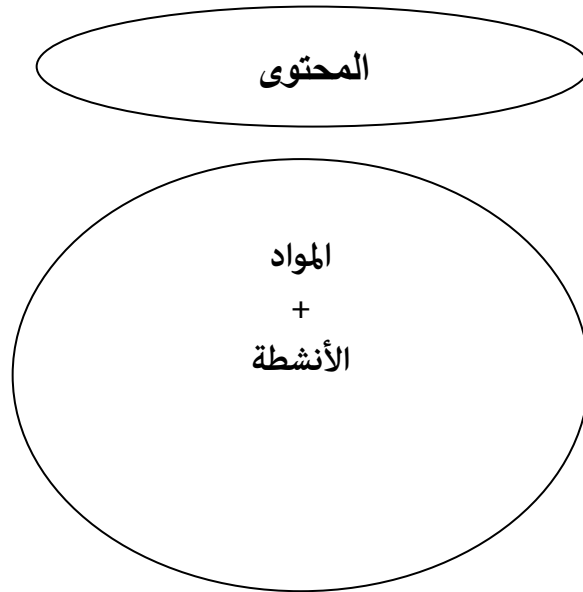 المحتوى
المواد
+
الأنشطة